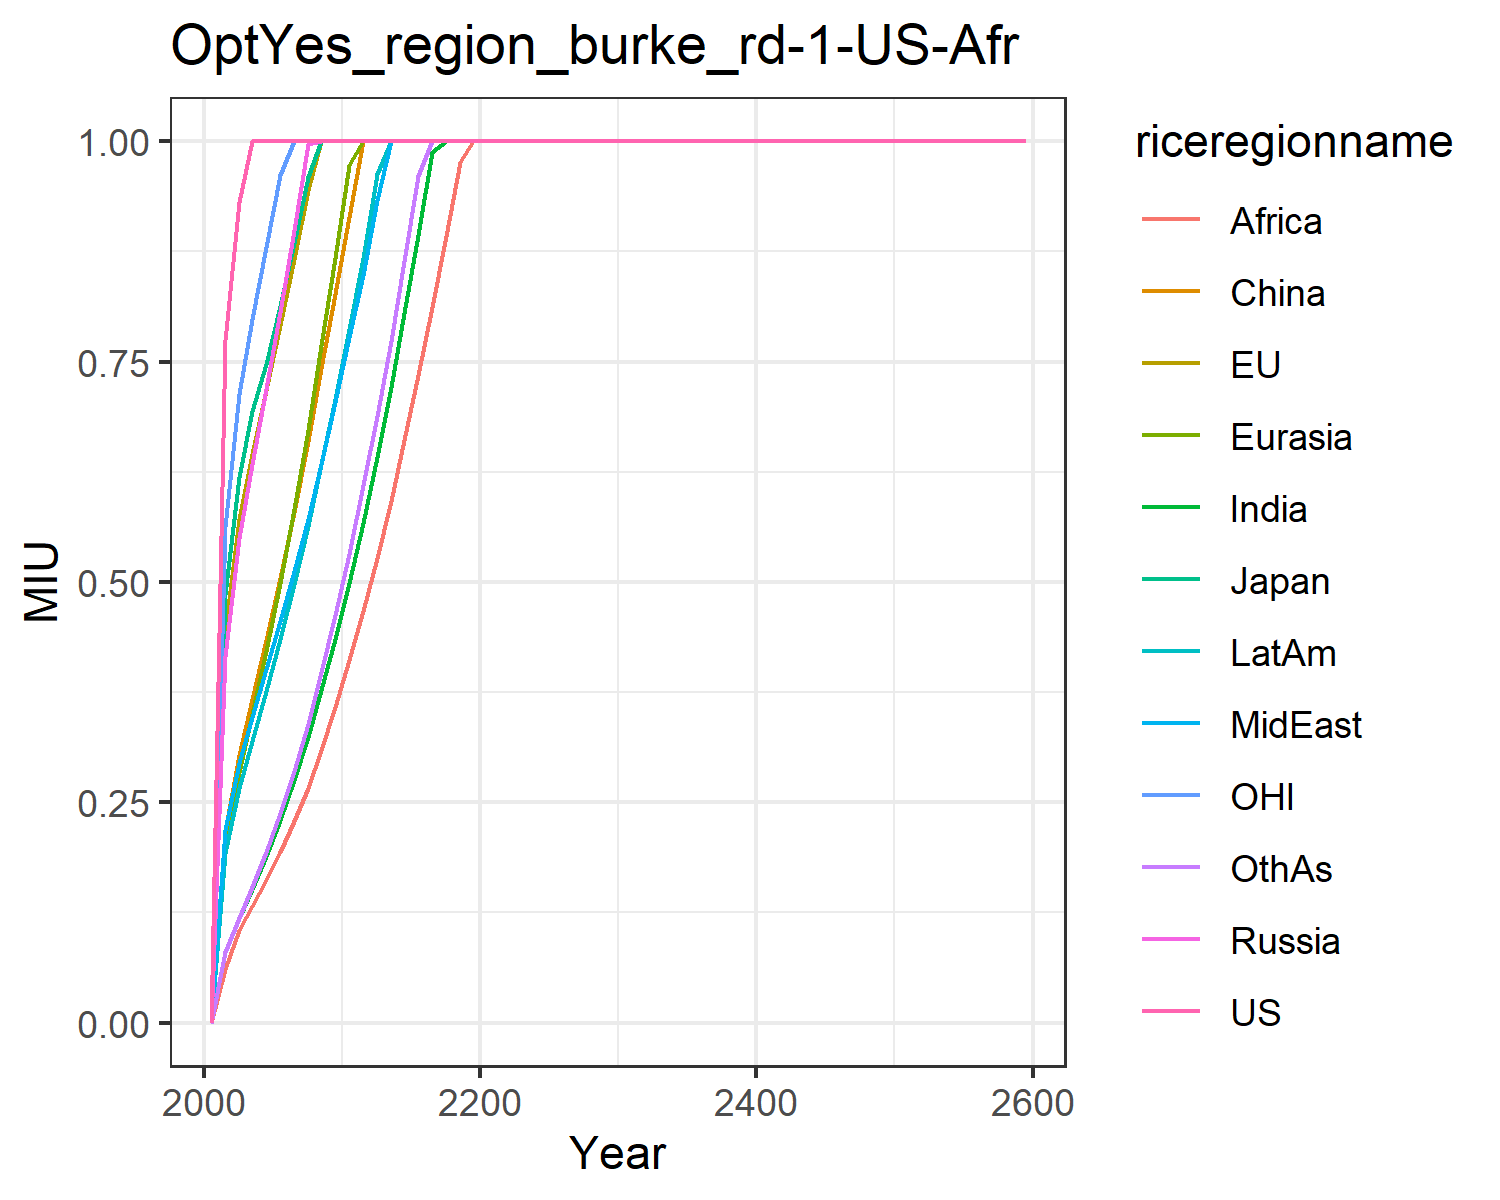 OptYes_region_burke_rd-1-US-Afr
1.00
0.75
0.50
0.25
0.00
MIU
2000
2200
2400
2600
Year
riceregionname
Africa
China
EU
Eurasia
India
Japan
LatAm
MidEast
OHI
OthAs
Russia
US